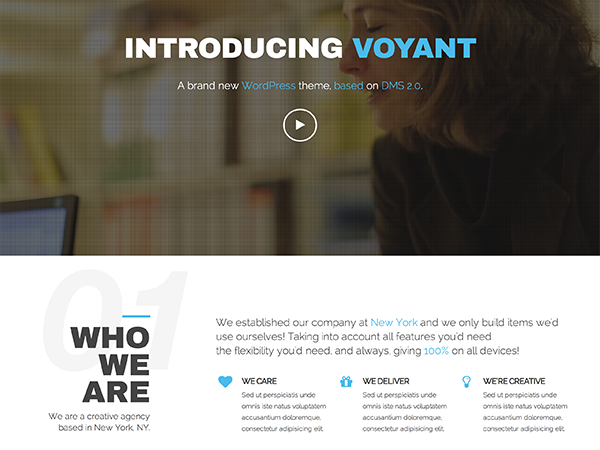 INTRODUCING VOYANT
A brand new WordPress theme, based on DMS 2.0.
01
WHO
WE
ARE
We are a creative agency
based in New York, NY.
We established our company at New York and we only build items we'd
use ourselves! Taking into account all features you'd need
the flexibility you'd need, and always, giving 100% on all devices!
WE CARE
Sed ut perspiciatis unde
omnis iste natus voluptatem
accusantium doloremque,
consectetur adipisicing elit.
WE DELIVER
Sed ut perspiciatis unde
omnis iste natus voluptatem
accusantium doloremque,
consectetur adipisicing elit.
WE'RE CREATIVE
Sed ut perspiciatis unde
omnis iste natus voluptatem
accusantium doloremque,
consectetur adipisicing elit.